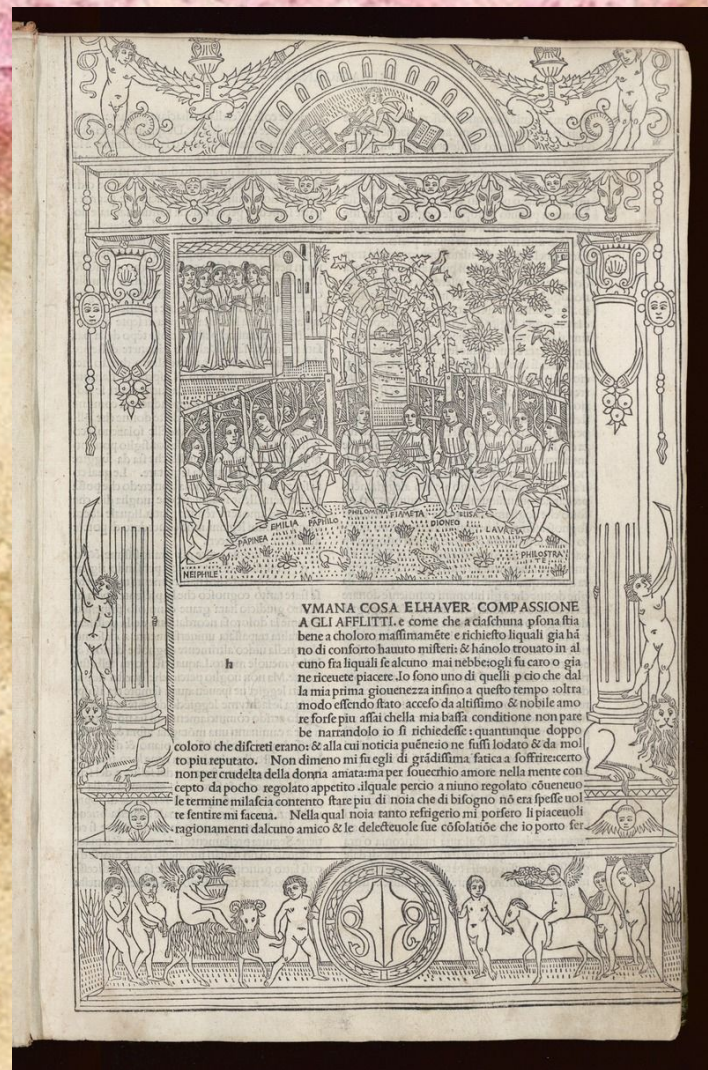 NEIPHILE
PAPINEA
EMILIA
PAPHILO
PHILOMENA
FIAMETA
DIONEO
ELISA
LAURETA
PHILOSTRA
TE
VMANA COSA ELHAVER COMPASSIONE
A GLI AFFLITTI. e come che a ciaschuna ꝑsona stia
bene a choloro massimamēte e richiesto liquali gia hā
no di conforto hauuto misteri: & hānolo trouato in al
h
cuno fra liquali se alcuno mai nebbe: ogli fu caro o gia
ne riceuete piacere. Io sono uno di quelli ꝑ cio che dal
la mia prima giouenezza insino a questo tempo: oltra
modo essendo stato acceso da altissimo & nobile amo
re forse piu assai chella mia bassa conditione non pare
be narrandolo io si richiedesse: quantunque doppo
coloro che discreti erano: & alla cui noticia puēne: io ne fussi lodato & da mol
to piu reputato. Non dimeno mi fu egli di grādissima fatica a soffrire: certo
non per crudelta della donna amata: ma per souerchio amore nella mente con
cepto da pocho regolato appetito. ilquale percio a niuno regolato cōueneuo
le termine milascia contento stare piu di noia che di bisogno nō era spesse uol
te sentire mi faceua. Nella qual noia tanto refrigerio mi porsero li piaceuoli
ragionamenti dalcuno amico & le delecteuole sue cōsolatiōe che io porto fer